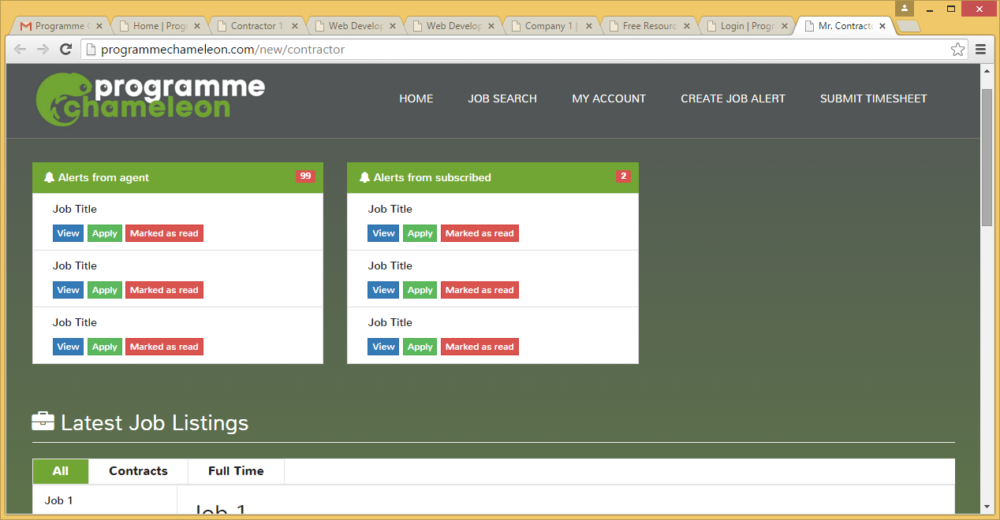 Programme Home | Prog Contractor Web Develop Web Develop Company 1 | Free Resourc Login | Progr Mr. Contract
programmechameleon.com/new/contractor
programme
chameleon
HOME JOB SEARCH MY ACCOUNT CREATE JOB ALERT SUBMIT TIMESHEET
Alerts from agent 99
Job Title
View Apply Marked as read
Job Title
View Apply Marked as read
Job Title
View Apply Marked as read
Alerts from subscribed 2
Job Title
View Apply Marked as read
Job Title
View Apply Marked as read
Job Title
View Apply Marked as read
Latest Job Listings
All Contracts Full Time
Job 1
Job 1